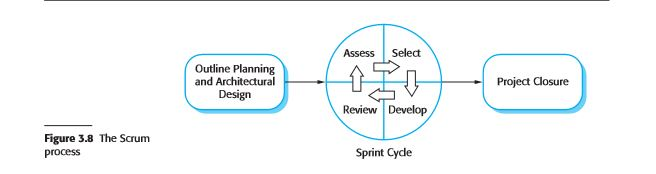 Outline Planning
and Architectural
Design
Assess
Select
Review
Develop
Sprint Cycle
Project Closure
Figure 3.8 The Scrum
process